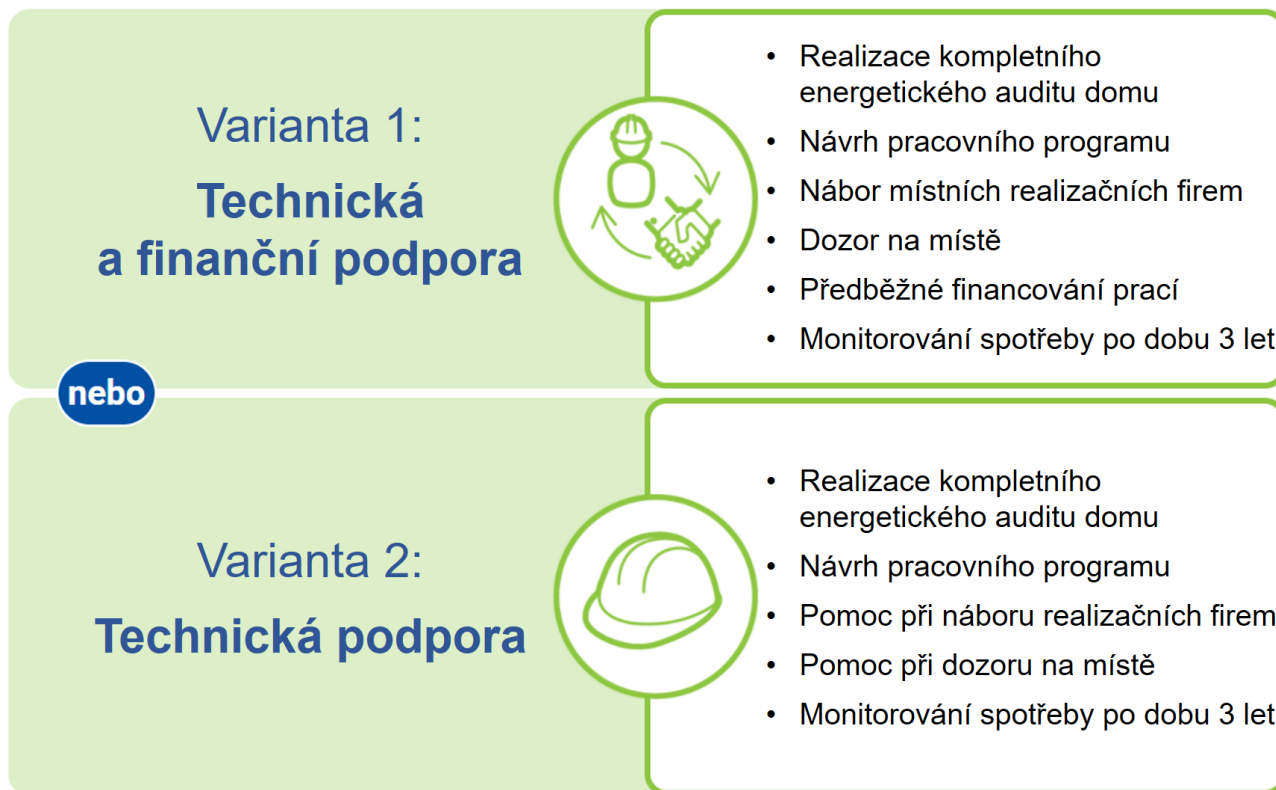 Varianta 1:
Technická
a finanční podpora
• Realizace kompletního
energetického auditu domu
• Návrh pracovního programu
• Nábor místních realizačních firem
• Dozor na místě
• Předběžné financování prací
• Monitorování spotřeby po dobu 3 let
nebo
Varianta 2:
Technická podpora
• Realizace kompletního
energetického auditu domu
• Návrh pracovního programu
• Pomoc při náboru realizačních firem
• Pomoc při dozoru na místě
• Monitorování spotřeby po dobu 3 let